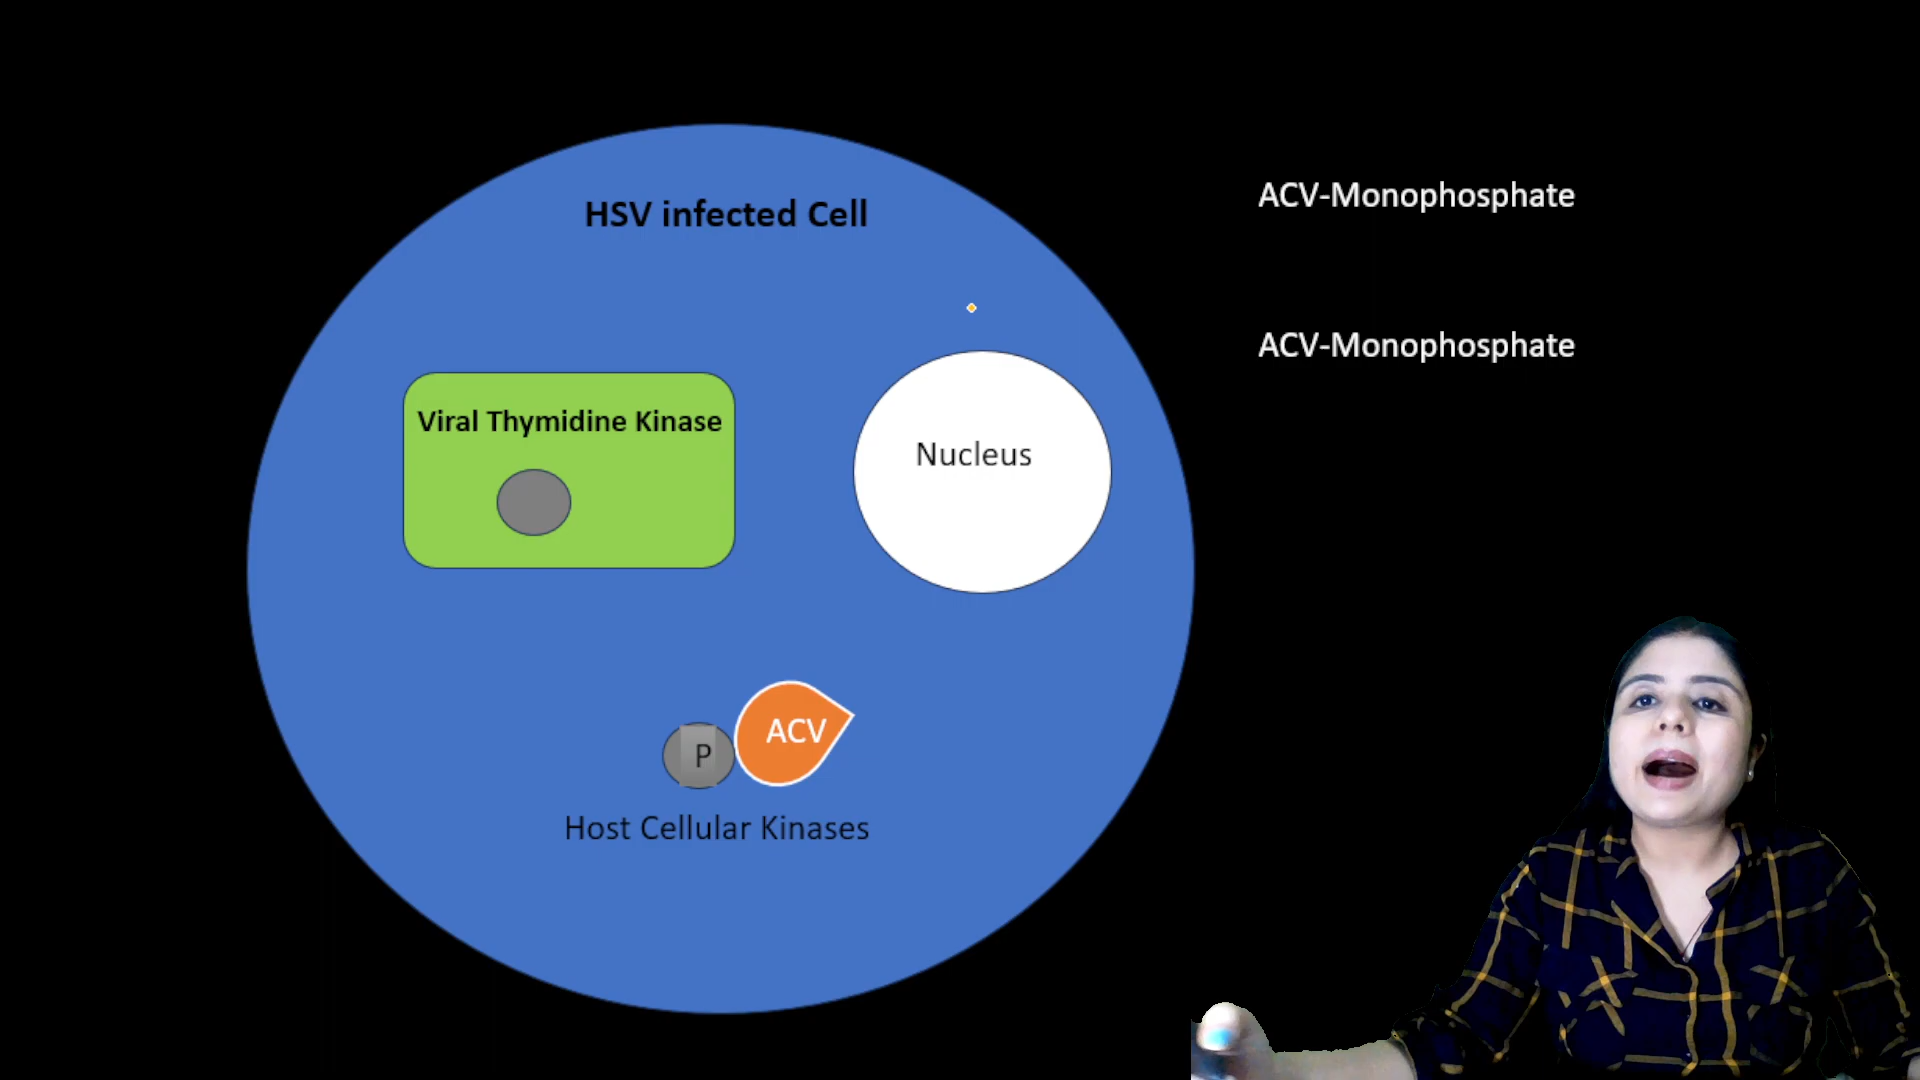 HSV infected Cell
ACV-Monophosphate
ACV-Monophosphate
Viral Thymidine Kinase
Nucleus
ACV
P
Host Cellular Kinases